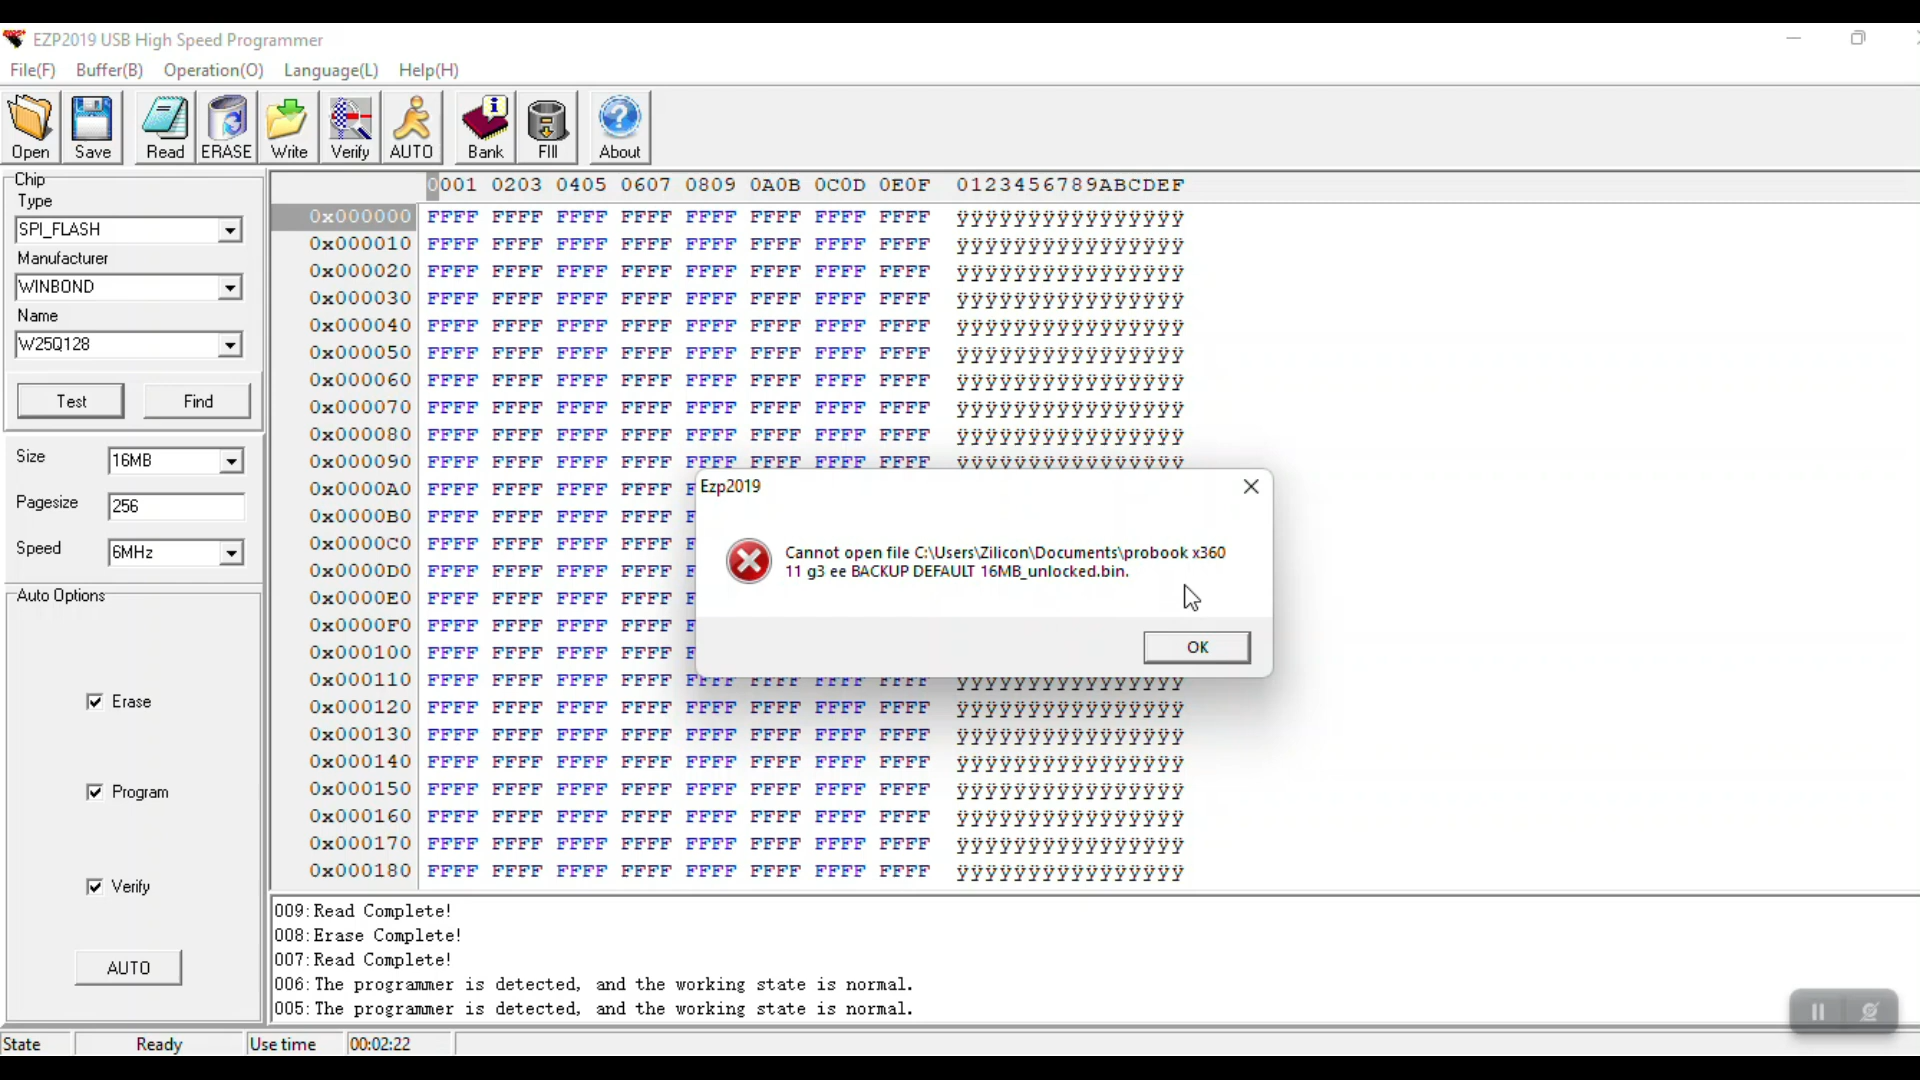 EZP2019 USB High Speed Programmer
File(F) Buffer(B) Operation(O) Language(L) Help(H)
Open Save Read ERASE Write Verify AUTO Bank FIll About
Chip
Type
SPI_FLASH
Manufacturer
WINBOND
Name
W25Q128
Test Find
Size 16MB
Pagesize 256
Speed 6MHz
Auto Options
Erase
Program
Verify
AUTO
0001 0203 0405 0607 0809 0A0B 0C0D 0E0F 0123456789ABCDEF
0x000000 FFFF FFFF FFFF FFFF FFFF FFFF FFFF FFFF ÿÿÿÿÿÿÿÿÿÿÿÿÿÿÿÿ
0x000010 FFFF FFFF FFFF FFFF FFFF FFFF FFFF FFFF ÿÿÿÿÿÿÿÿÿÿÿÿÿÿÿÿ
0x000020 FFFF FFFF FFFF FFFF FFFF FFFF FFFF FFFF ÿÿÿÿÿÿÿÿÿÿÿÿÿÿÿÿ
0x000030 FFFF FFFF FFFF FFFF FFFF FFFF FFFF FFFF ÿÿÿÿÿÿÿÿÿÿÿÿÿÿÿÿ
0x000040 FFFF FFFF FFFF FFFF FFFF FFFF FFFF FFFF ÿÿÿÿÿÿÿÿÿÿÿÿÿÿÿÿ
0x000050 FFFF FFFF FFFF FFFF FFFF FFFF FFFF FFFF ÿÿÿÿÿÿÿÿÿÿÿÿÿÿÿÿ
0x000060 FFFF FFFF FFFF FFFF FFFF FFFF FFFF FFFF ÿÿÿÿÿÿÿÿÿÿÿÿÿÿÿÿ
0x000070 FFFF FFFF FFFF FFFF FFFF FFFF FFFF FFFF ÿÿÿÿÿÿÿÿÿÿÿÿÿÿÿÿ
0x000080 FFFF FFFF FFFF FFFF FFFF FFFF FFFF FFFF ÿÿÿÿÿÿÿÿÿÿÿÿÿÿÿÿ
0x000090 FFFF FFFF FFFF FFFF FFFF FFFF FFFF FFFF ÿÿÿÿÿÿÿÿÿÿÿÿÿÿÿÿ
0x0000A0 FFFF FFFF FFFF FFFF F
0x0000B0 FFFF FFFF FFFF FFFF F
0x0000C0 FFFF FFFF FFFF FFFF F
0x0000D0 FFFF FFFF FFFF FFFF F
0x0000E0 FFFF FFFF FFFF FFFF F
0x0000F0 FFFF FFFF FFFF FFFF F
0x000100 FFFF FFFF FFFF FFFF F
0x000110 FFFF FFFF FFFF FFFF FFFF FFFF FFFF FFFF ÿÿÿÿÿÿÿÿÿÿÿÿÿÿÿÿ
0x000120 FFFF FFFF FFFF FFFF FFFF FFFF FFFF FFFF ÿÿÿÿÿÿÿÿÿÿÿÿÿÿÿÿ
0x000130 FFFF FFFF FFFF FFFF FFFF FFFF FFFF FFFF ÿÿÿÿÿÿÿÿÿÿÿÿÿÿÿÿ
0x000140 FFFF FFFF FFFF FFFF FFFF FFFF FFFF FFFF ÿÿÿÿÿÿÿÿÿÿÿÿÿÿÿÿ
0x000150 FFFF FFFF FFFF FFFF FFFF FFFF FFFF FFFF ÿÿÿÿÿÿÿÿÿÿÿÿÿÿÿÿ
0x000160 FFFF FFFF FFFF FFFF FFFF FFFF FFFF FFFF ÿÿÿÿÿÿÿÿÿÿÿÿÿÿÿÿ
0x000170 FFFF FFFF FFFF FFFF FFFF FFFF FFFF FFFF ÿÿÿÿÿÿÿÿÿÿÿÿÿÿÿÿ
0x000180 FFFF FFFF FFFF FFFF FFFF FFFF FFFF FFFF ÿÿÿÿÿÿÿÿÿÿÿÿÿÿÿÿ
Ezp2019
Cannot open file C:\Users\Zilicon\Documents\probook x360
11 g3 ee BACKUP DEFAULT 16MB_unlocked.bin.
OK
009:Read Complete!
008:Erase Complete!
007:Read Complete!
006:The programmer is detected, and the working state is normal.
005:The programmer is detected, and the working state is normal.
State Ready Use time 00:02:22